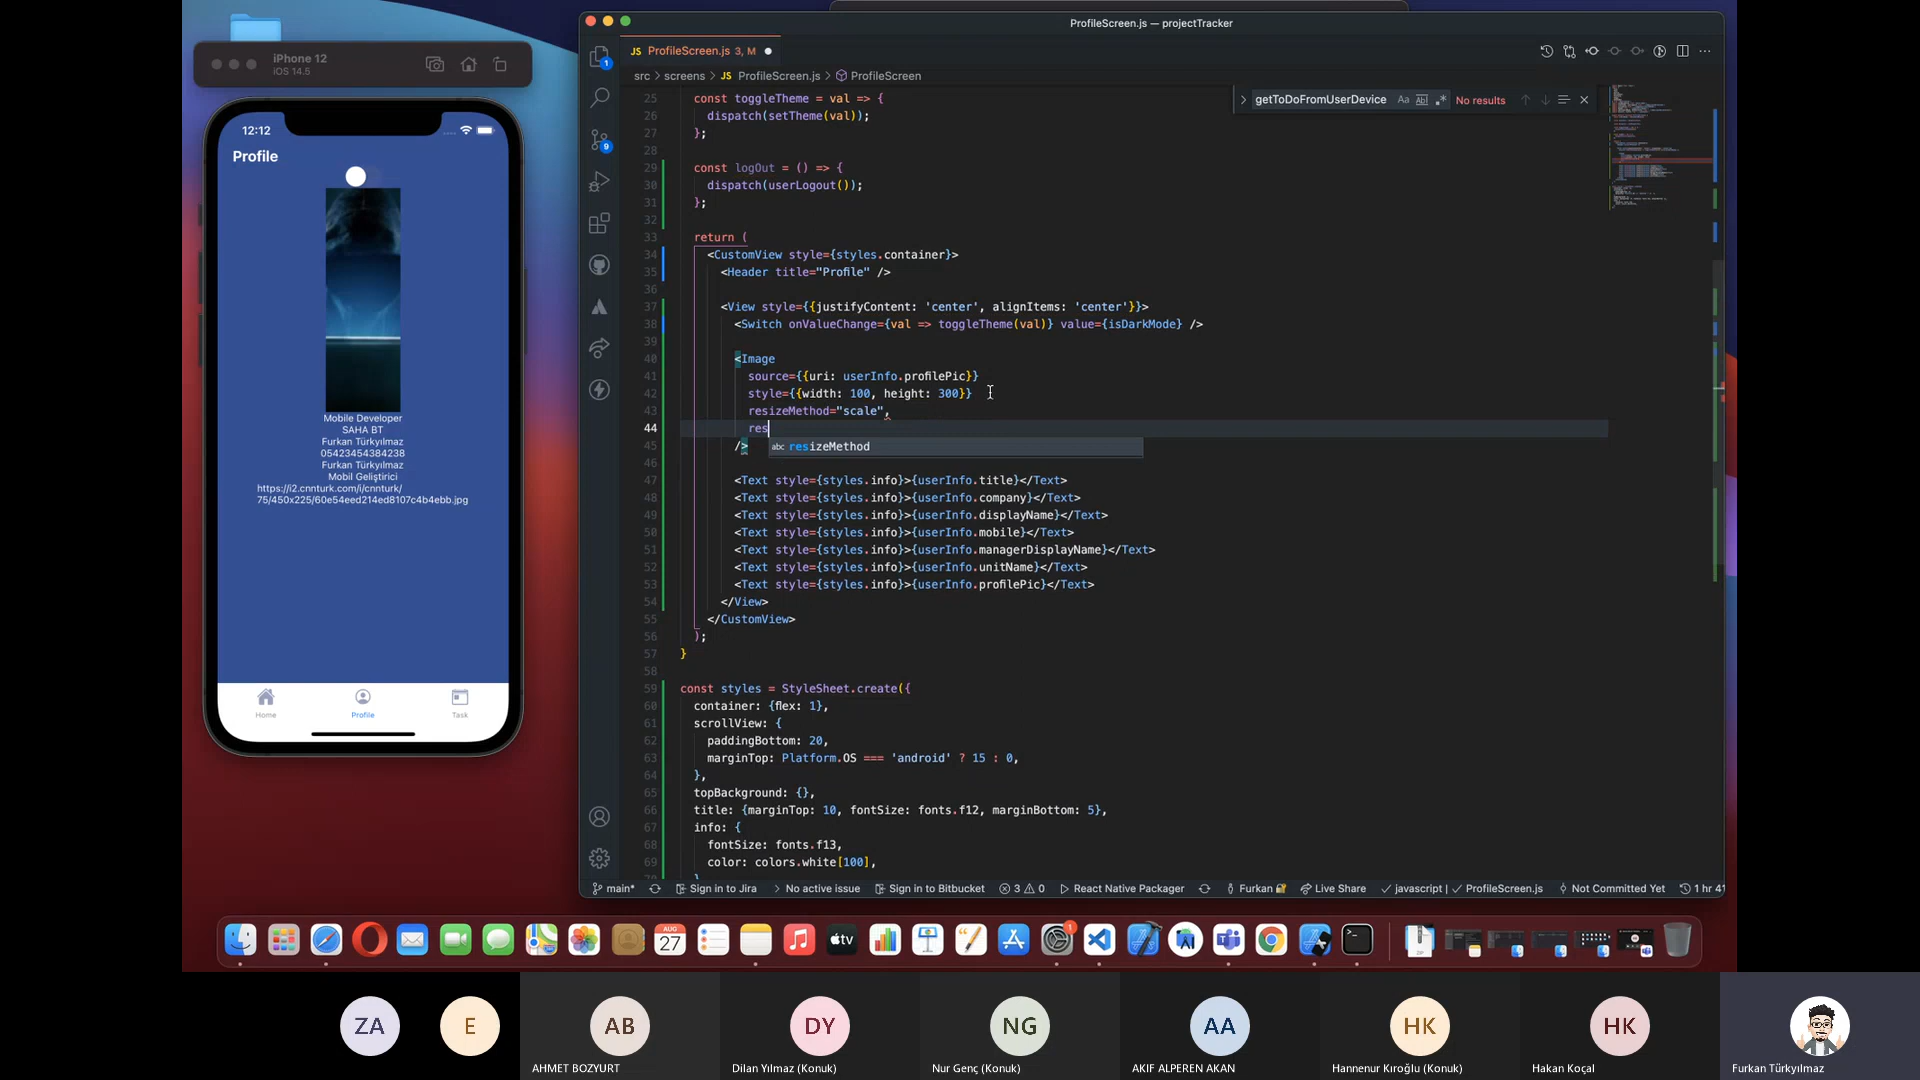 iPhone 12
iOS 14.5
12:12
Profile
Mobile Developer
SAHA BT
Furkan Türkyılmaz
05423454384238
Furkan Türkyılmaz
Mobil Geliştirici
https://i2.cnnturk.com/i/cnnturk/
75/450x225/60e54eed214ed8107c4b4ebb.jpg
Home
Profile
Task
ProfileScreen.js — projectTracker
JS ProfileScreen.js 3, M
src > screens > JS ProfileScreen.js > ProfileScreen
getToDoFromUserDevice Aa Ab .* No results
1
9
25 const toggleTheme = val => {
26 dispatch(setTheme(val));
27 };
28
29 const logOut = () => {
30 dispatch(userLogout());
31 };
32
33 return (
34 <CustomView style={styles.container}>
35 <Header title="Profile" />
36
37 <View style={{justifyContent: 'center', alignItems: 'center'}}>
38 <Switch onValueChange={val => toggleTheme(val)} value={isDarkMode} />
39
40 <Image
41 source={{uri: userInfo.profilePic}}
42 style={{width: 100, height: 300}}
43 resizeMethod="scale",
44 res
45 />
abc resizeMethod
46
47 <Text style={styles.info}>{userInfo.title}</Text>
48 <Text style={styles.info}>{userInfo.company}</Text>
49 <Text style={styles.info}>{userInfo.displayName}</Text>
50 <Text style={styles.info}>{userInfo.mobile}</Text>
51 <Text style={styles.info}>{userInfo.managerDisplayName}</Text>
52 <Text style={styles.info}>{userInfo.unitName}</Text>
53 <Text style={styles.info}>{userInfo.profilePic}</Text>
54 </View>
55 </CustomView>
56 );
57 }
58
59 const styles = StyleSheet.create({
60 container: {flex: 1},
61 scrollView: {
62 paddingBottom: 20,
63 marginTop: Platform.OS === 'android' ? 15 : 0,
64 },
65 topBackground: {},
66 title: {marginTop: 10, fontSize: fonts.f12, marginBottom: 5},
67 info: {
68 fontSize: fonts.f13,
69 color: colors.white[100],
main* Sign in to Jira No active issue Sign in to Bitbucket 3 0 React Native Packager Furkan Live Share javascript | ProfileScreen.js Not Committed Yet 1 hr 41
AUG
27
tv
1
ZA
E
AB
DY
NG
AA
HK
HK
AHMET BOZYURT
Dilan Yılmaz (Konuk)
Nur Genç (Konuk)
AKIF ALPEREN AKAN
Hannenur Kıroğlu (Konuk)
Hakan Koçal
Furkan Türkyılmaz